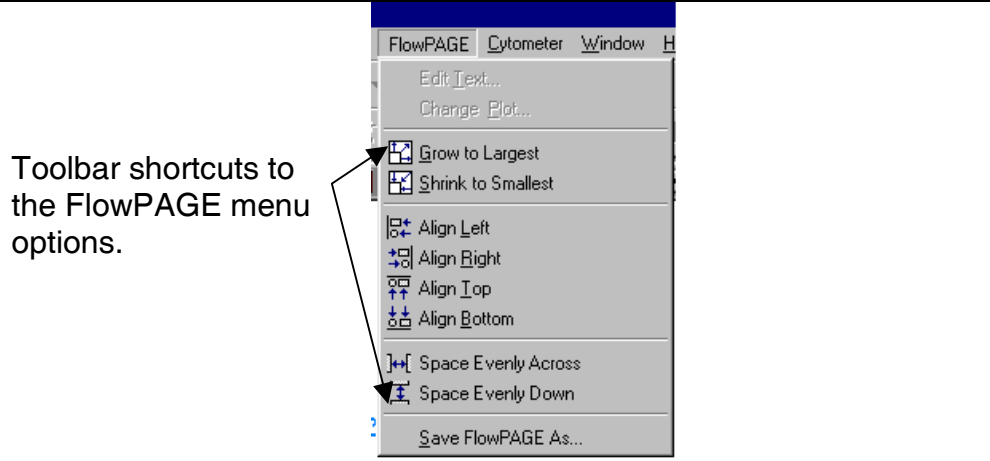 FlowPAGE Cytometer Window H
Edit Text...
Change Plot...
Toolbar shortcuts to
the FlowPAGE menu
options.
Grow to Largest
Shrink to Smallest
Align Left
Align Right
Align Top
Align Bottom
Space Evenly Across
Space Evenly Down
Save FlowPAGE As...